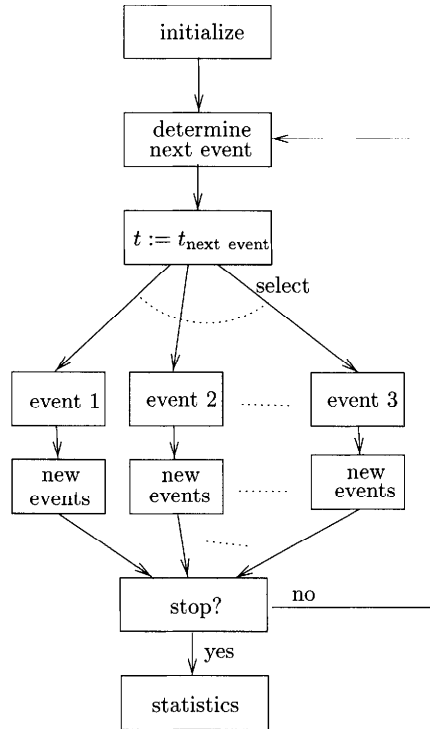 initialize
determine
next event
t := t next event
select
event 1
event 2
event 3
new
events
new
events
new
events
stop?
no
yes
statistics